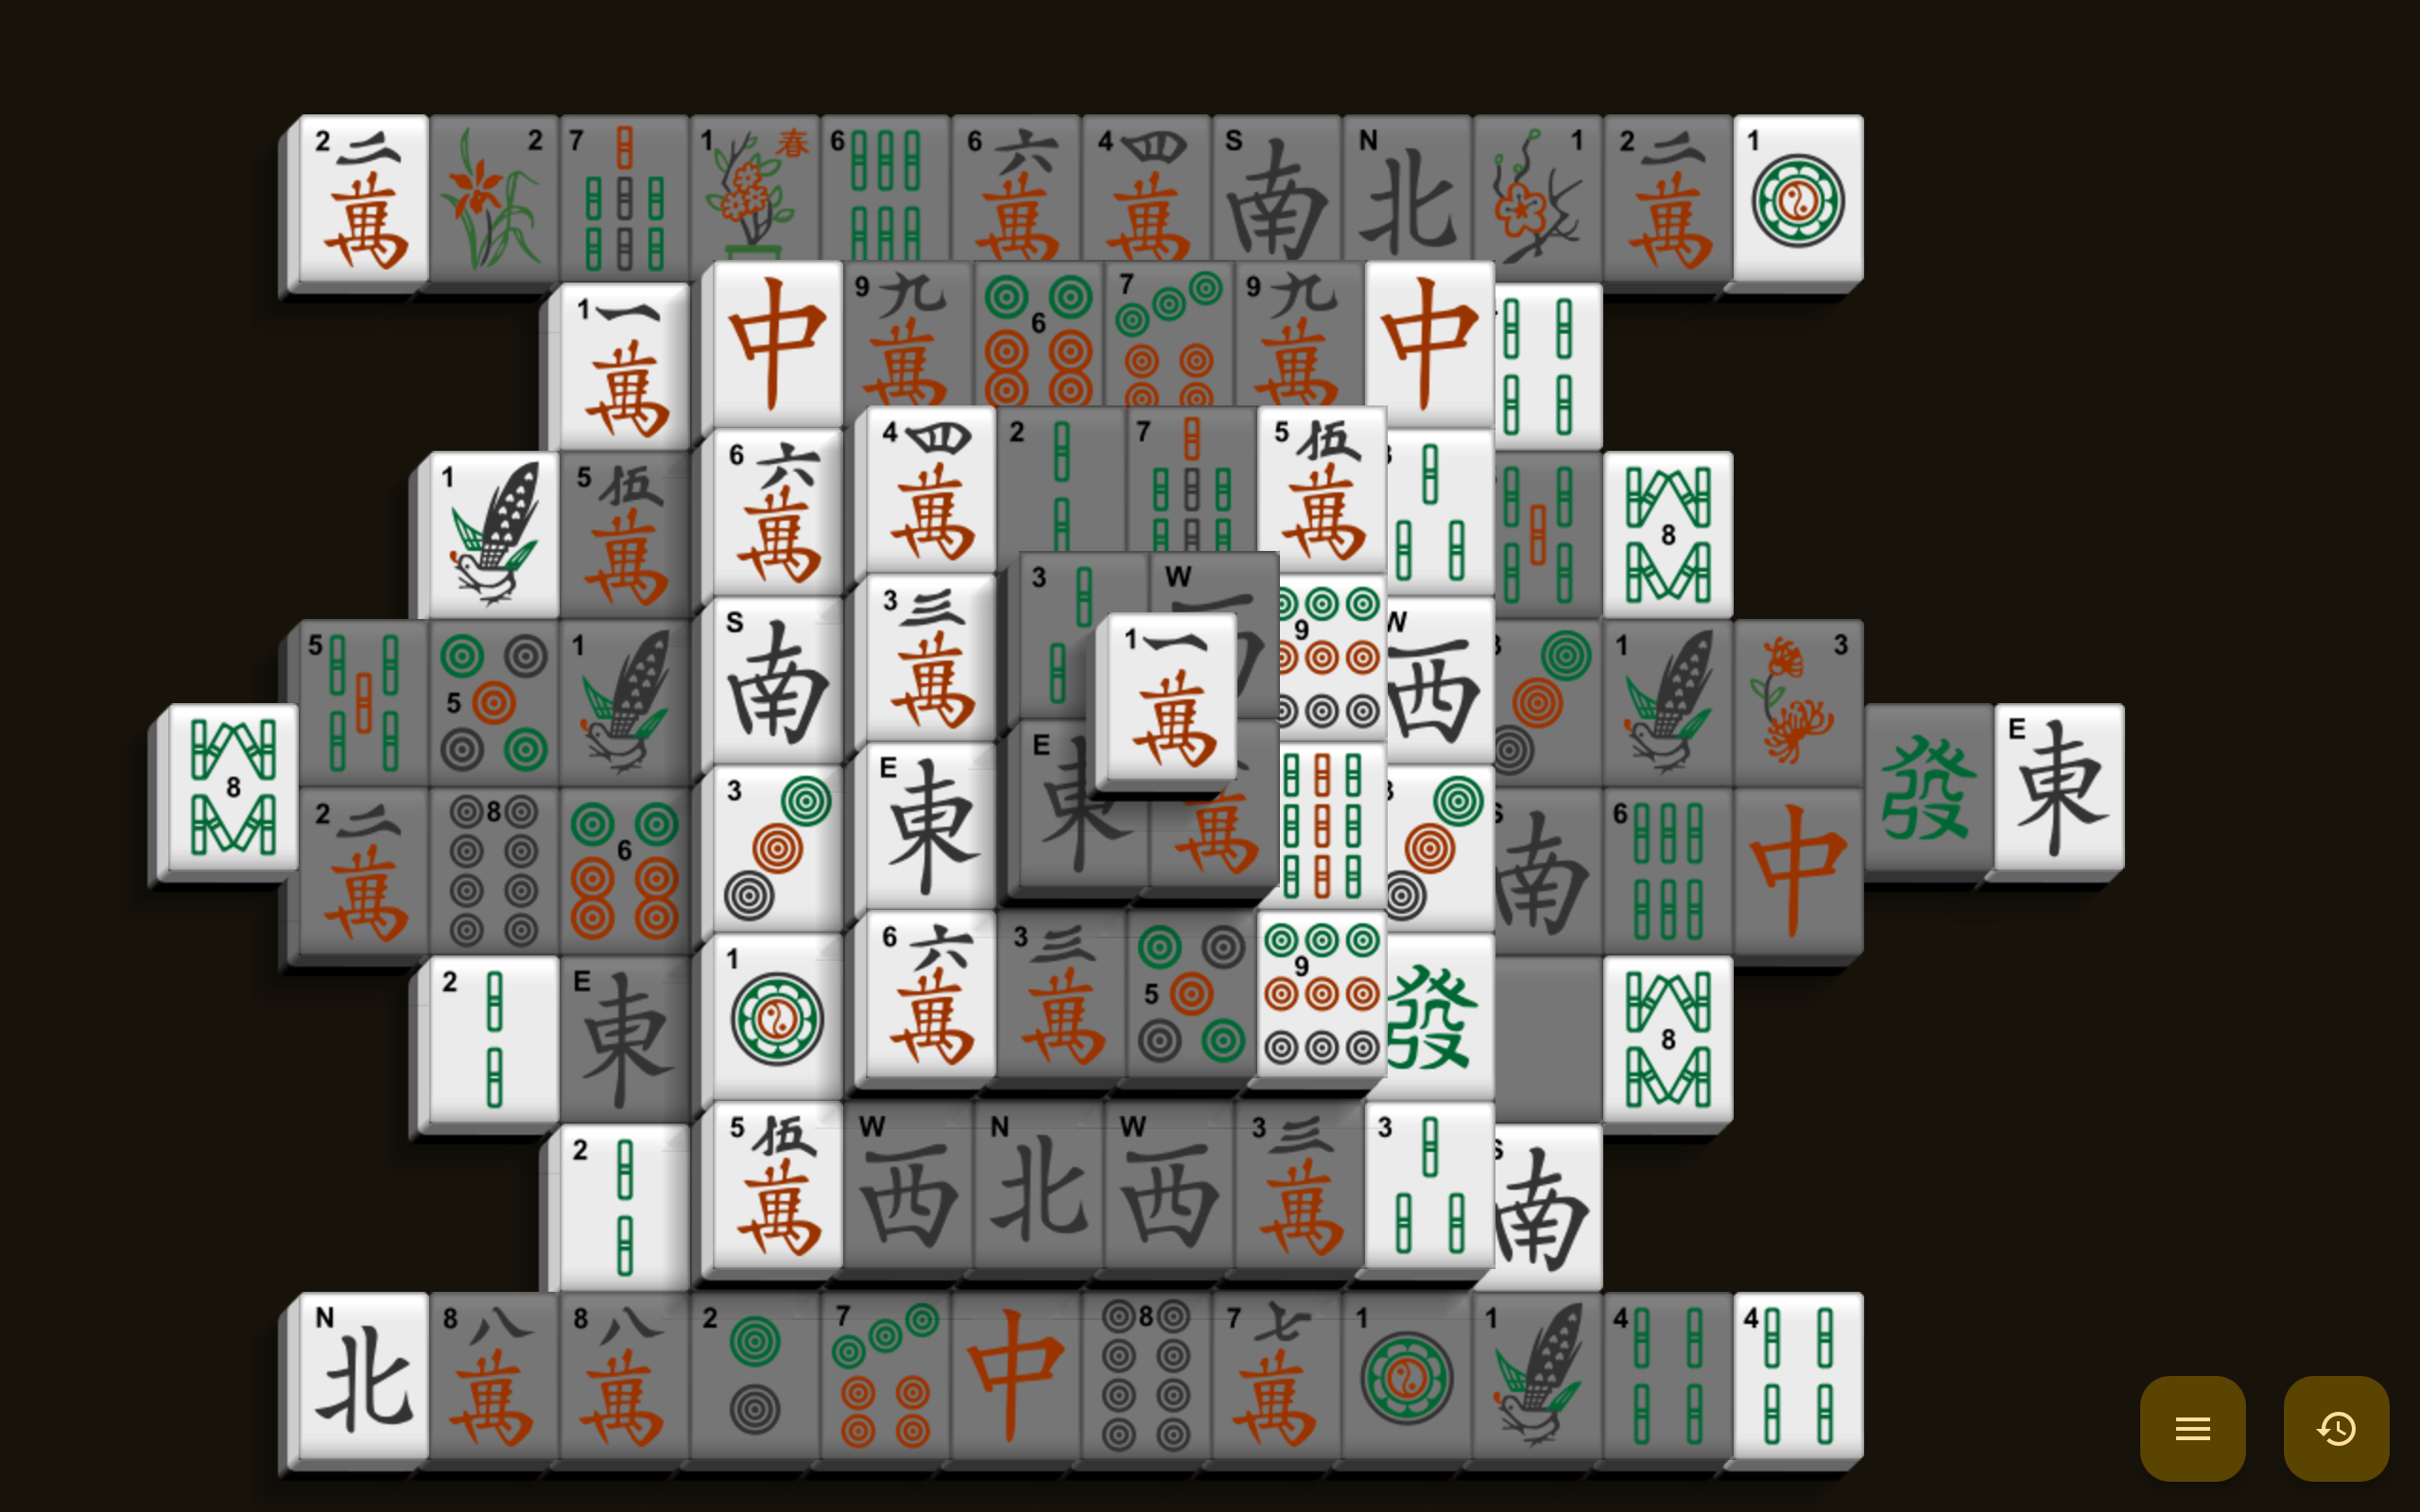 2 二 萬 2 7 1 春 6 6 六 萬 4 四 萬 S 南 N 北 1 2 二 萬 1
1 一 萬 中 9 九 萬 6 7 9 九 萬 中
1 5 伍 萬 6 六 萬 4 四 萬 2 7 5 伍 萬 8
5 5 1 S 南 3 三 萬 3 W 9 W 西 1 3
1 一 萬
8 發 E 東
2 二 萬 8 6 3 E 東 E 東 萬 南 6 中
2 E 東 1 6 六 萬 3 三 萬 5 9 發 8
2 5 伍 萬 W 西 N 北 W 西 3 三 萬 3 南
N 北 8 八 萬 8 八 萬 2 7 中 8 7 七 萬 1 1 4 4